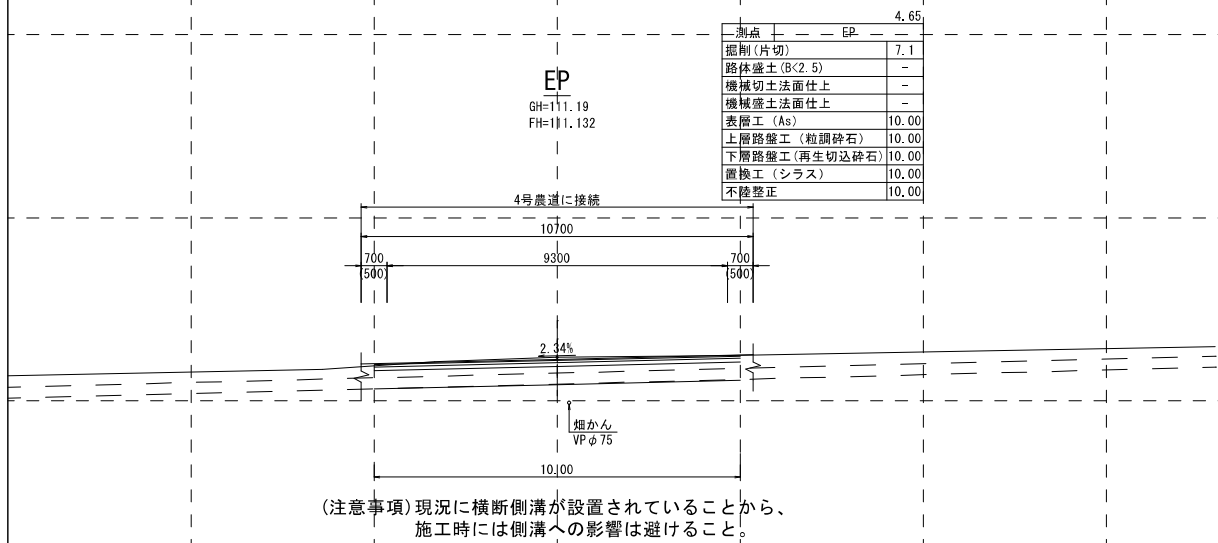 4.65
測点 EP
掘削(片切) 7.1
路体盛土(B<2.5) -
機械切土法面仕上 -
機械盛土法面仕上 -
表層工 (As) 10.00
上層路盤工 (粒調砕石) 10.00
下層路盤工(再生切込砕石) 10.00
置換工 (シラス) 10.00
不陸整正 10.00
EP
GH=111.19
FH=111.132
4号農道に接続
10700
700 9300 700
(500) (500)
2.34%
畑かん
VPφ75
10.00
(注意事項)現況に横断側溝が設置されていることから、
施工時には側溝への影響は避けること。